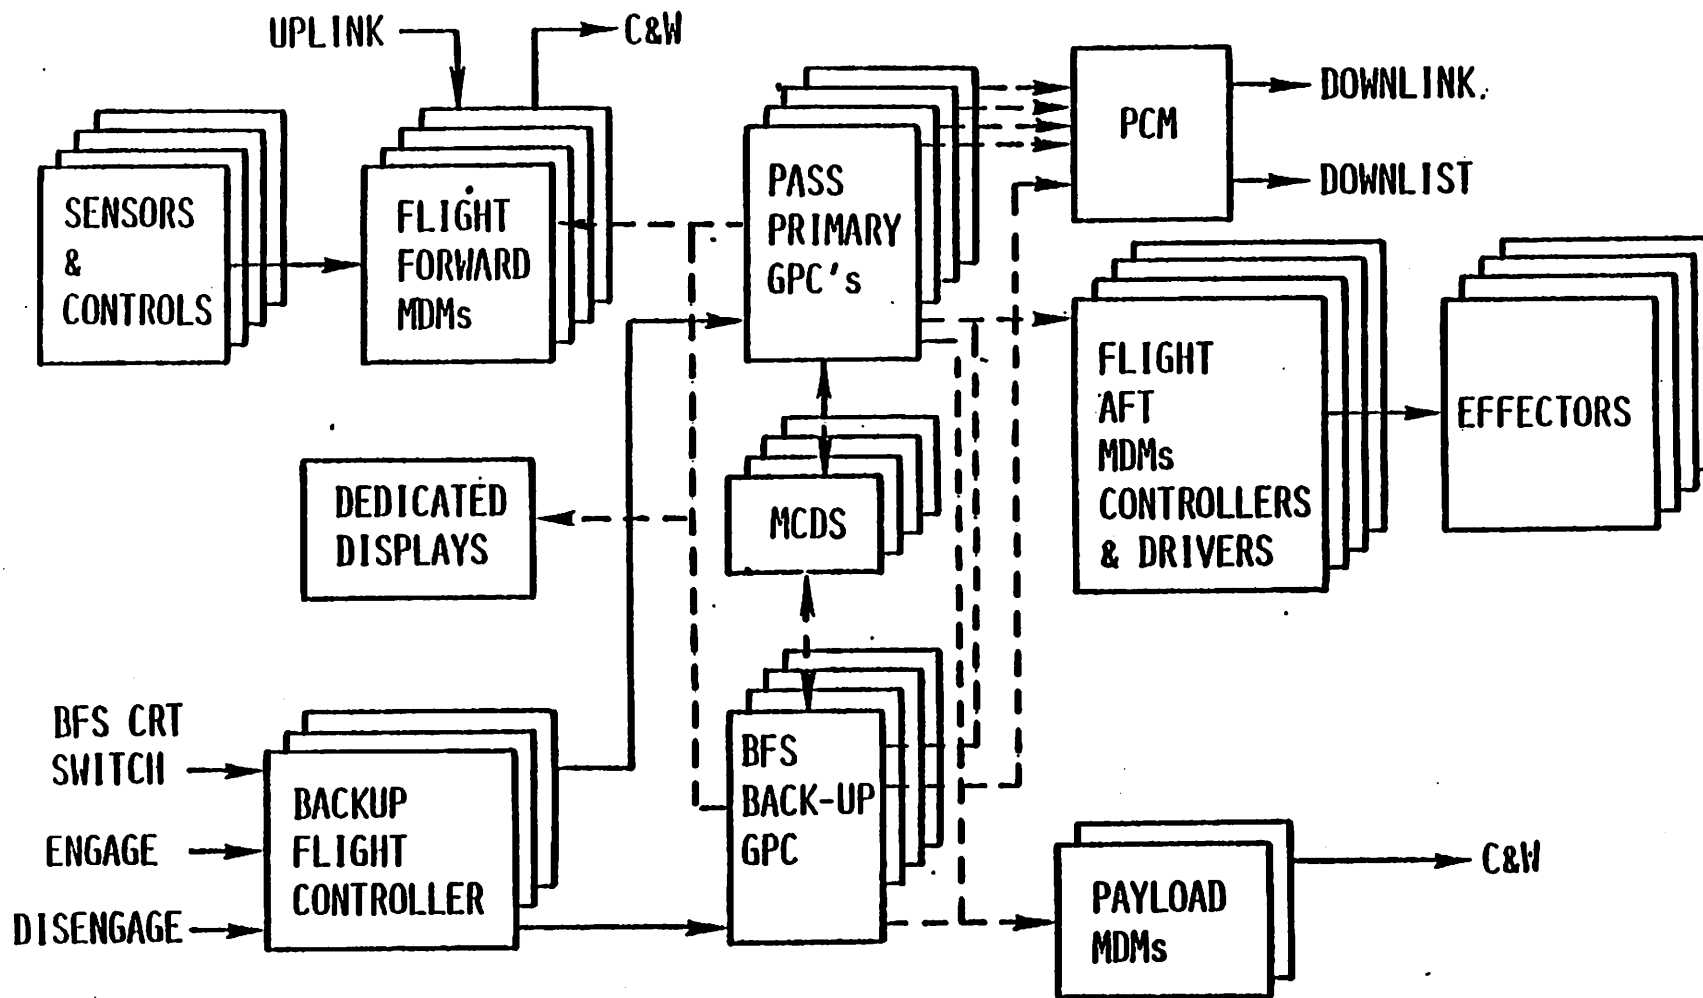 UPLINK
C&W
SENSORS
&
CONTROLS
FLIGHT
FORWARD
MDMs
PASS
PRIMARY
GPC's
PCM
DOWNLINK
DOWNLIST
FLIGHT
AFT
MDMs
CONTROLLERS
& DRIVERS
EFFECTORS
DEDICATED
DISPLAYS
MCDS
BFS CRT
SWITCH
ENGAGE
DISENGAGE
BACKUP
FLIGHT
CONTROLLER
BFS
BACK-UP
GPC
PAYLOAD
MDMs
C&W